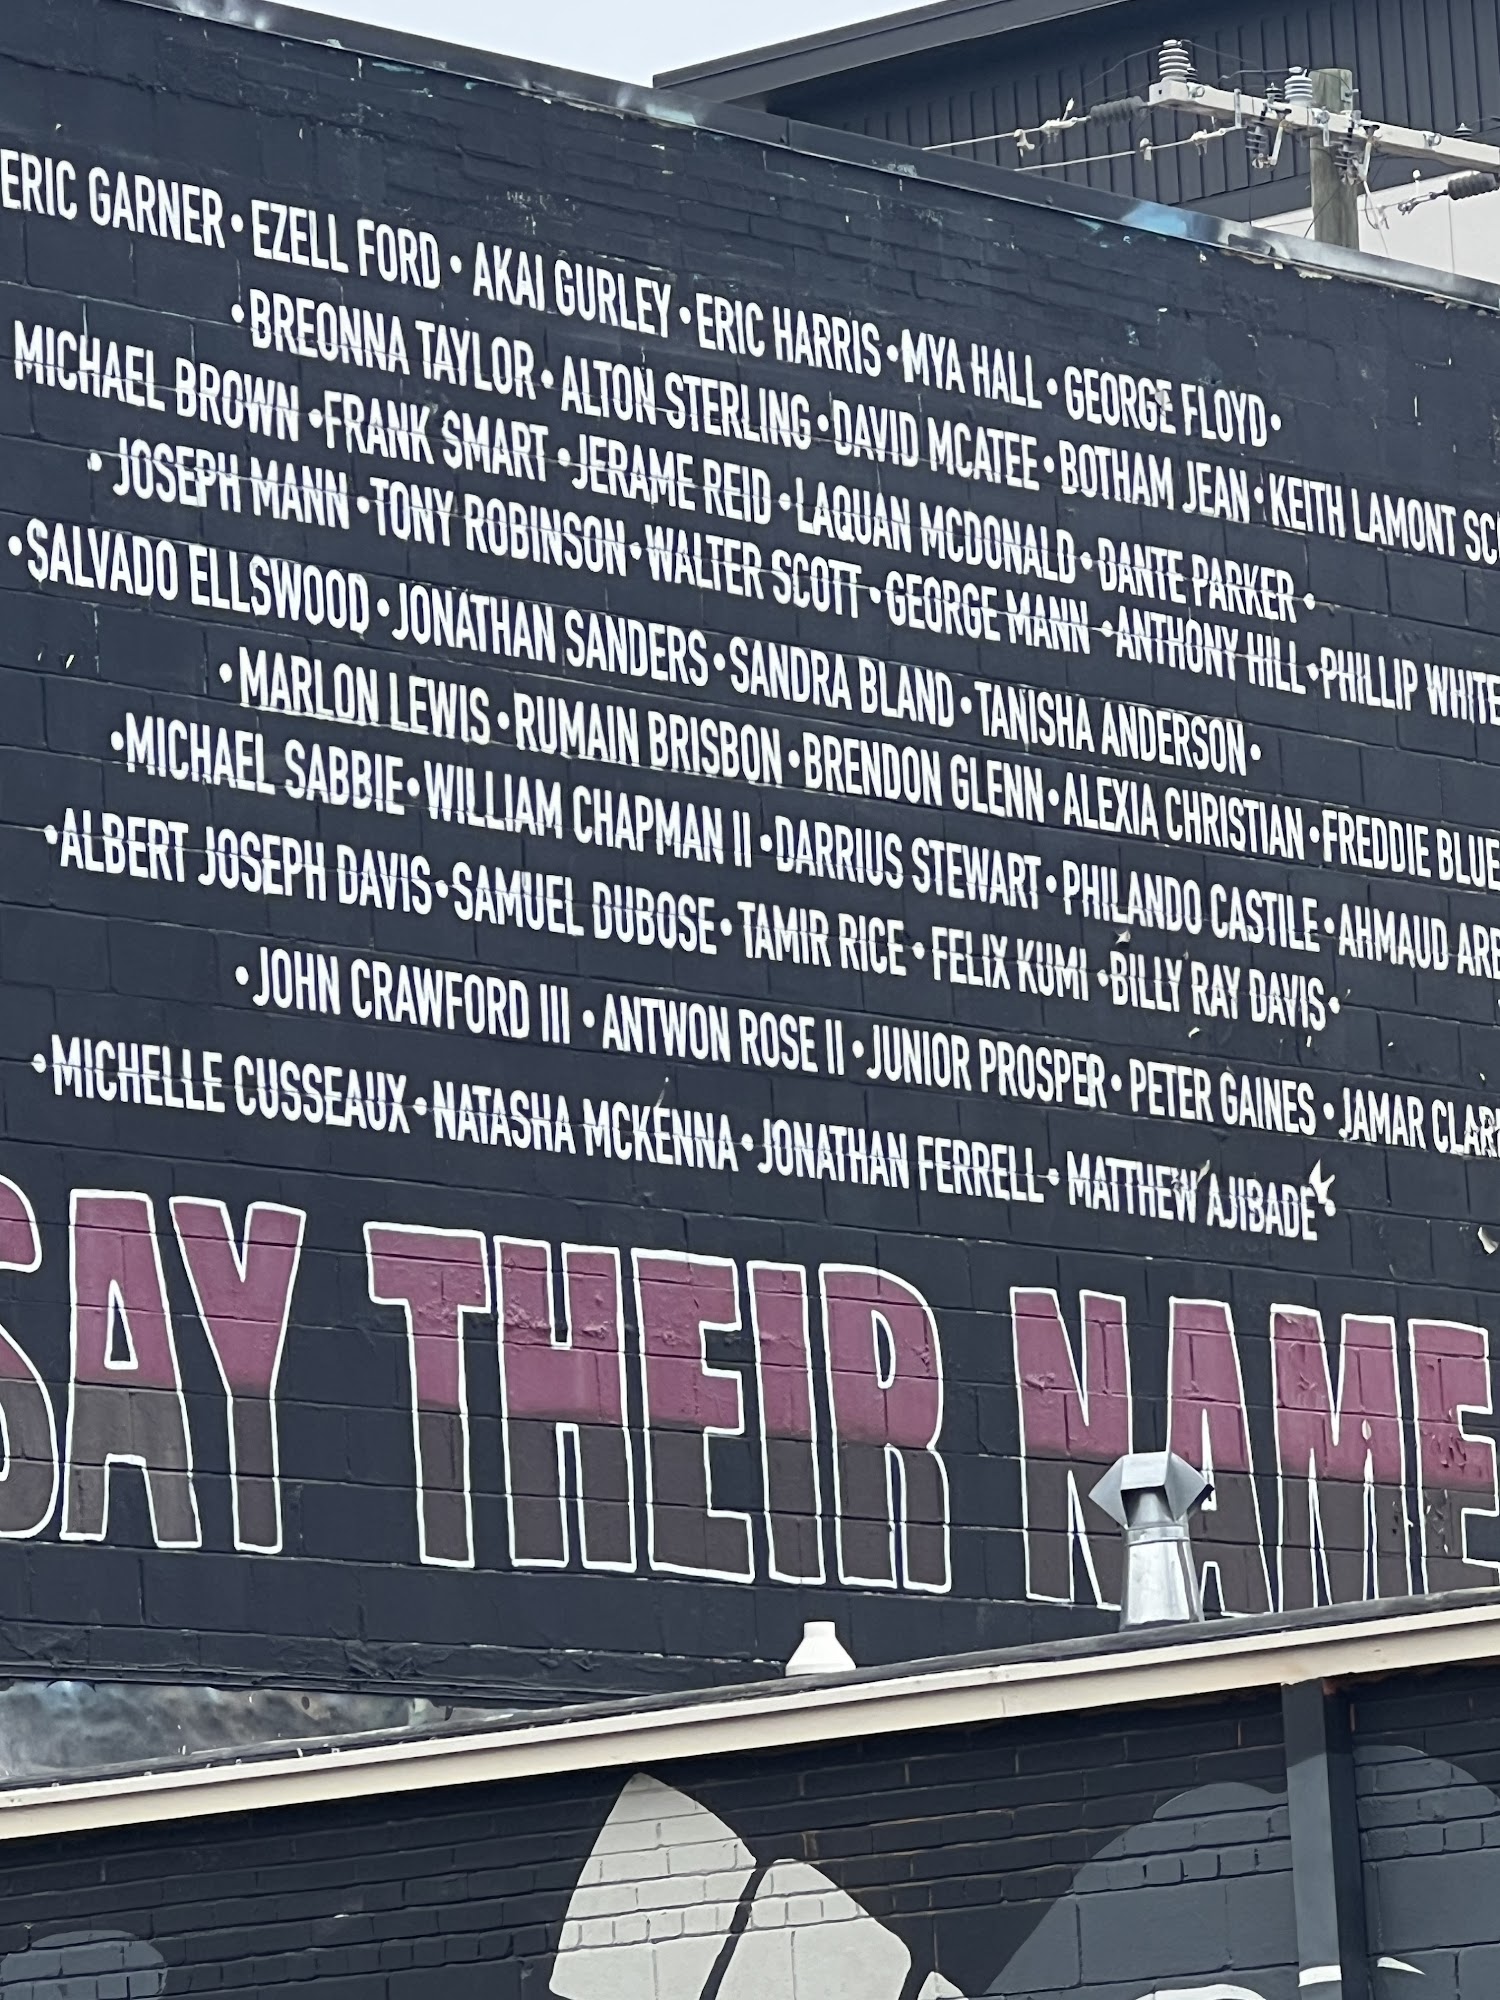 ERIC GARNER • EZELL FORD • AKAI GURLEY • ERIC HARRIS • MYA HALL • GEORGE FLOYD •
• BREONNA TAYLOR • ALTON STERLING • DAVID MCATEE • BOTHAM JEAN • KEITH LAMONT SC
MICHAEL BROWN • FRANK SMART • JERAME REID • LAQUAN MCDONALD • DANTE PARKER •
• JOSEPH MANN • TONY ROBINSON • WALTER SCOTT • GEORGE MANN • ANTHONY HILL • PHILLIP WHITE
• SALVADO ELLSWOOD • JONATHAN SANDERS • SANDRA BLAND • TANISHA ANDERSON •
• MARLON LEWIS • RUMAIN BRISBON • BRENDON GLENN • ALEXIA CHRISTIAN • FREDDIE BLUE
• MICHAEL SABBIE • WILLIAM CHAPMAN II • DARRIUS STEWART • PHILANDO CASTILE • AHMAUD ARB
• ALBERT JOSEPH DAVIS • SAMUEL DUBOSE • TAMIR RICE • FELIX KUMI • BILLY RAY DAVIS •
• JOHN CRAWFORD III • ANTWON ROSE II • JUNIOR PROSPER • PETER GAINES • JAMAR CLAR
• MICHELLE CUSSEAUX • NATASHA MCKENNA • JONATHAN FERRELL • MATTHEW AJIBADE •
SAY THEIR NAME